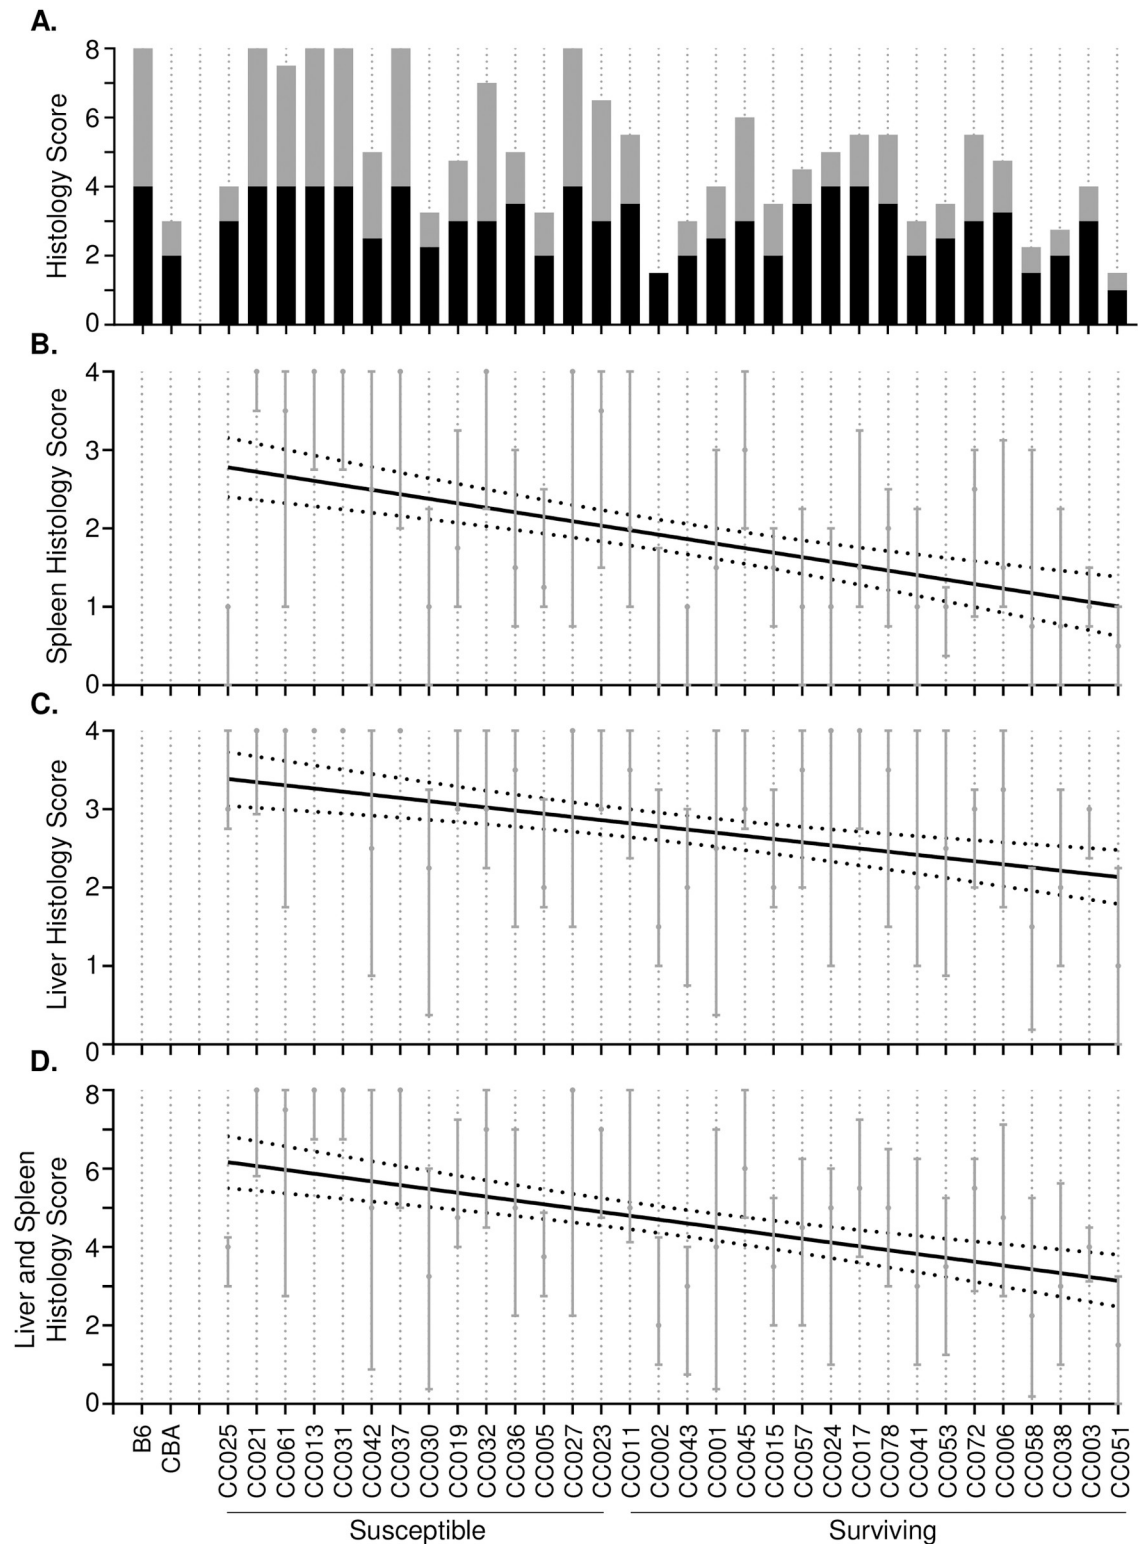 A.
Histology Score
8
6
4
2
0
B.
Spleen Histology Score
4
3
2
1
0
C.
Liver Histology Score
4
3
2
1
0
D.
Liver and Spleen
Histology Score
8
6
4
2
0
B6
CBA
CC025
CC021
CC061
CC013
CC031
CC042
CC037
CC030
CC019
CC032
CC036
CC005
CC027
CC023
CC011
CC002
CC043
CC001
CC045
CC015
CC057
CC024
CC017
CC078
CC041
CC053
CC072
CC006
CC058
CC038
CC003
CC051
Susceptible
Surviving